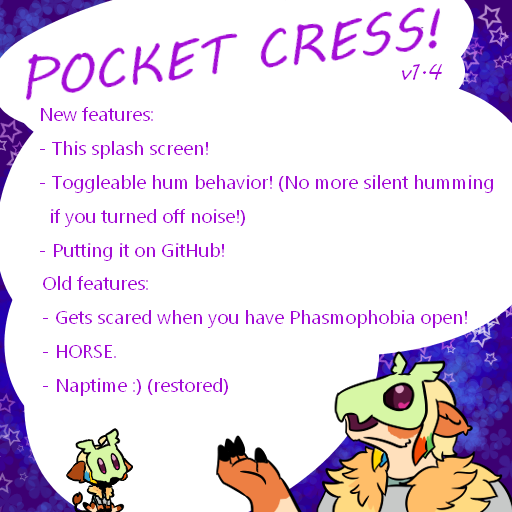 POCKET CRESS!
v1.4
New features:
- This splash screen!
- Toggleable hum behavior! (No more silent humming
if you turned off noise!)
- Putting it on GitHub!
Old features:
- Gets scared when you have Phasmophobia open!
- HORSE.
- Naptime :) (restored)